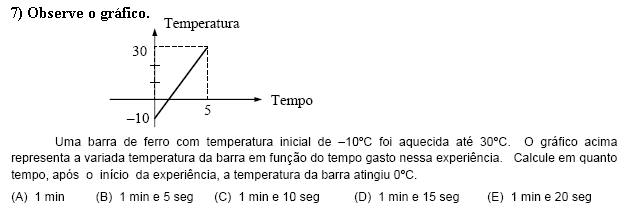 7) Observe o gráfico.
Temperatura
30
Tempo
5
–10
Uma barra de ferro com temperatura inicial de –10ºC foi aquecida até 30ºC. O gráfico acima
representa a variada temperatura da barra em função do tempo gasto nessa experiência. Calcule em quanto
tempo, após o início da experiência, a temperatura da barra atingiu 0ºC.
(A) 1 min (B) 1 min e 5 seg (C) 1 min e 10 seg (D) 1 min e 15 seg (E) 1 min e 20 seg